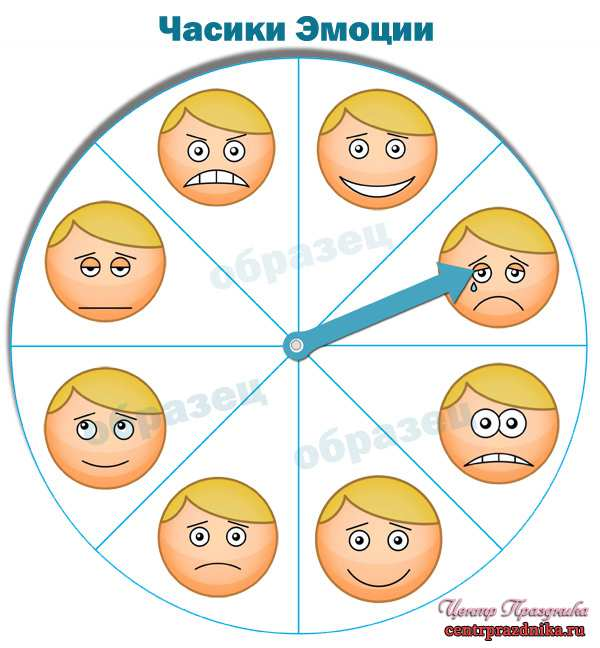 Часики Эмоции
образец
образец
образец
Центр Праздника
centrprazdnika.ru